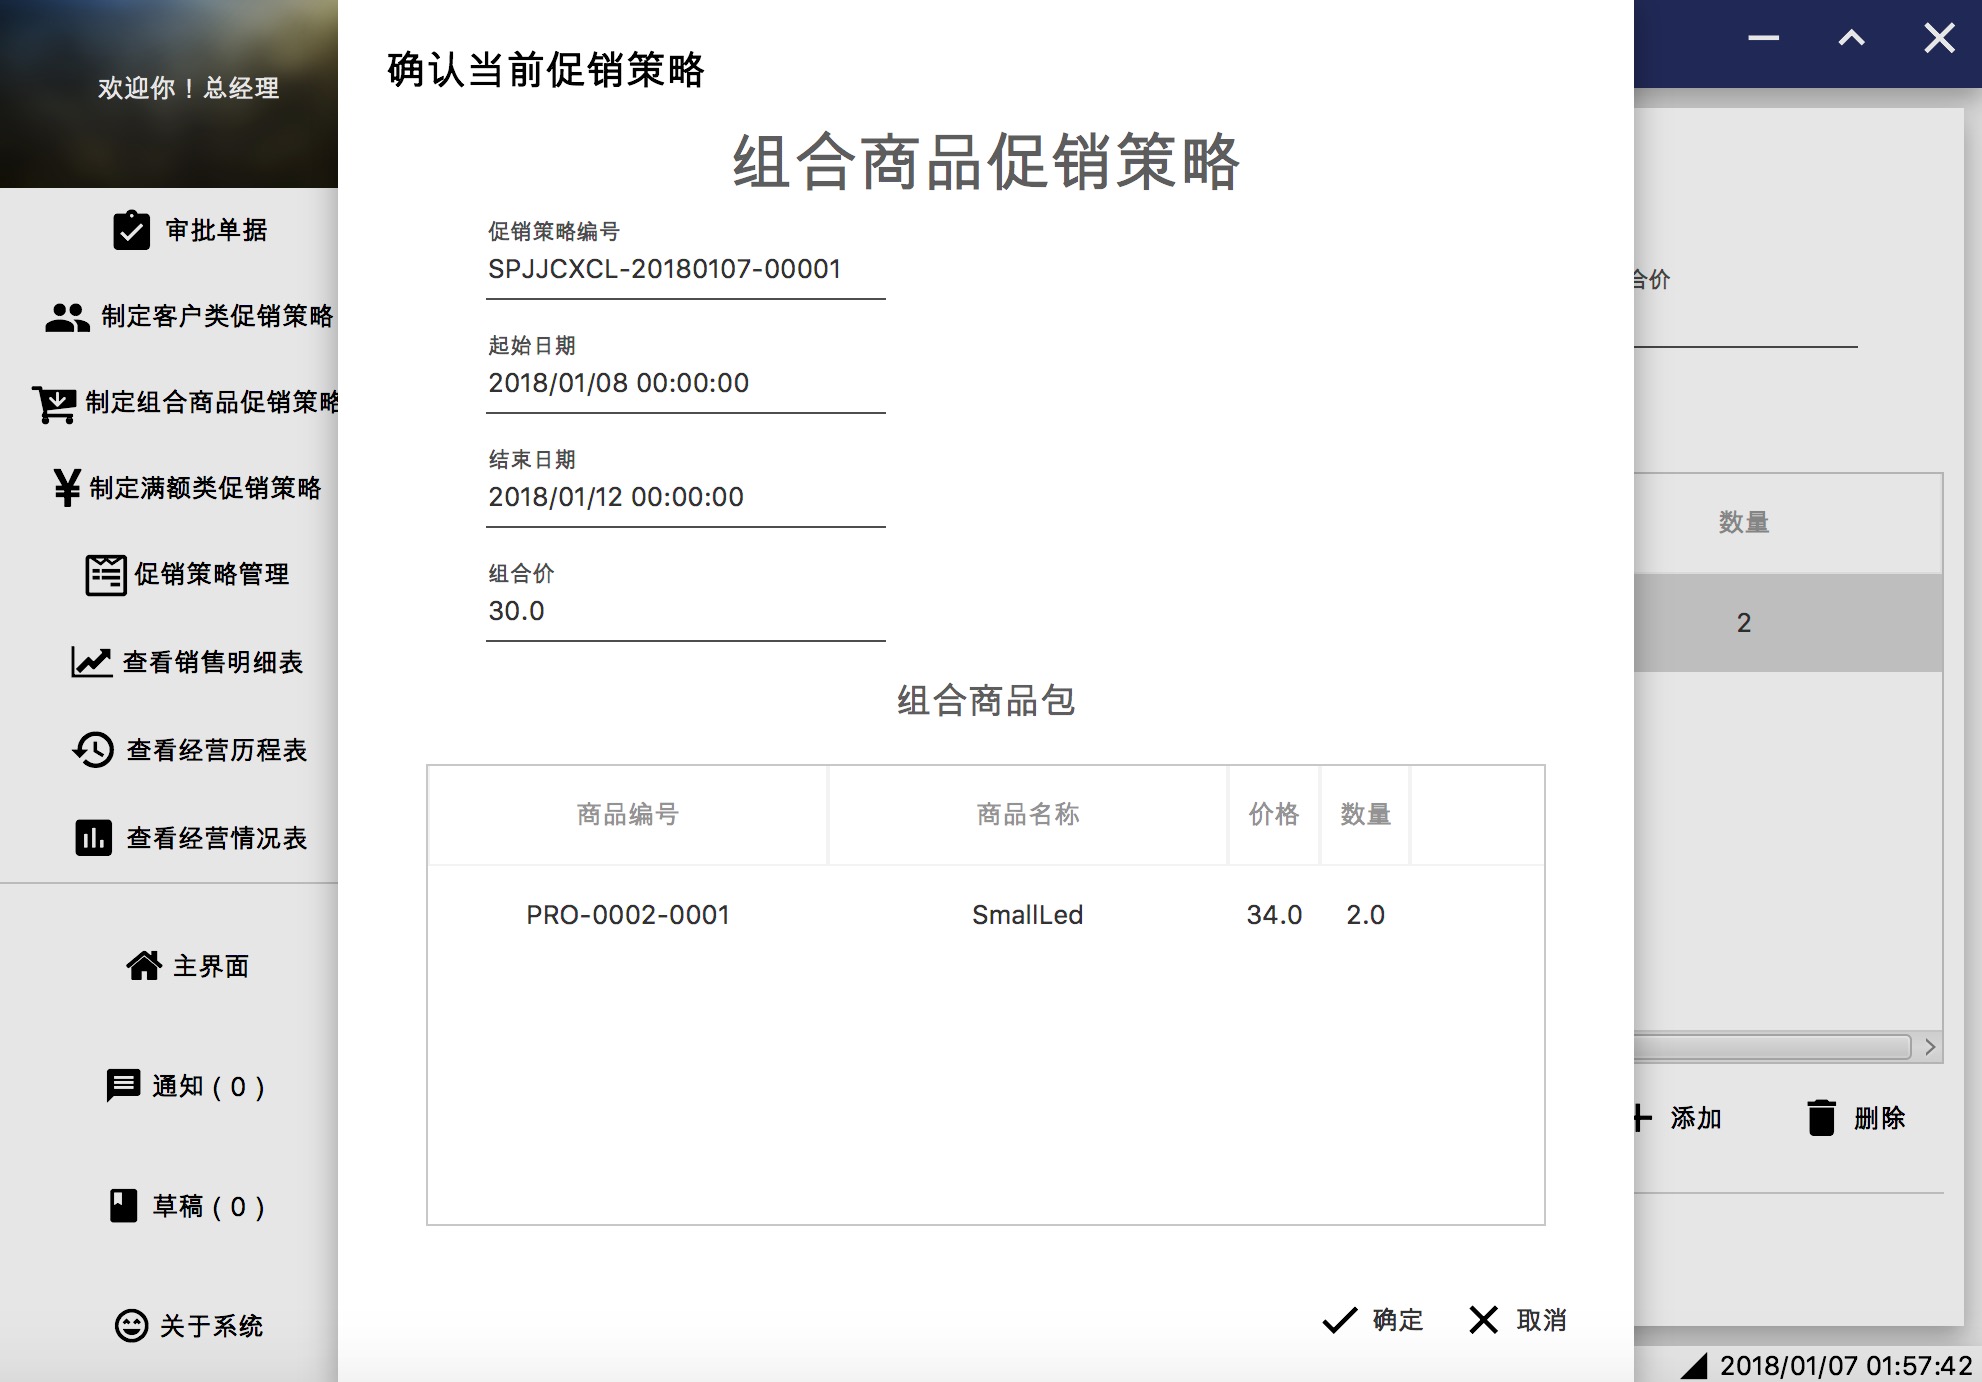 欢迎你！总经理
审批单据
制定客户类促销策略
制定组合商品促销策略
制定满额类促销策略
促销策略管理
查看销售明细表
查看经营历程表
查看经营情况表
主界面
通知 ( 0 )
草稿 ( 0 )
关于系统
确认当前促销策略
组合商品促销策略
促销策略编号
SPJJCXCL-20180107-00001
起始日期
2018/01/08 00:00:00
结束日期
2018/01/12 00:00:00
组合价
30.0
组合商品包
商品编号 商品名称 价格 数量
PRO-0002-0001 SmallLed 34.0 2.0
确定 取消
合价
数量
2
添加 删除
2018/01/07 01:57:42